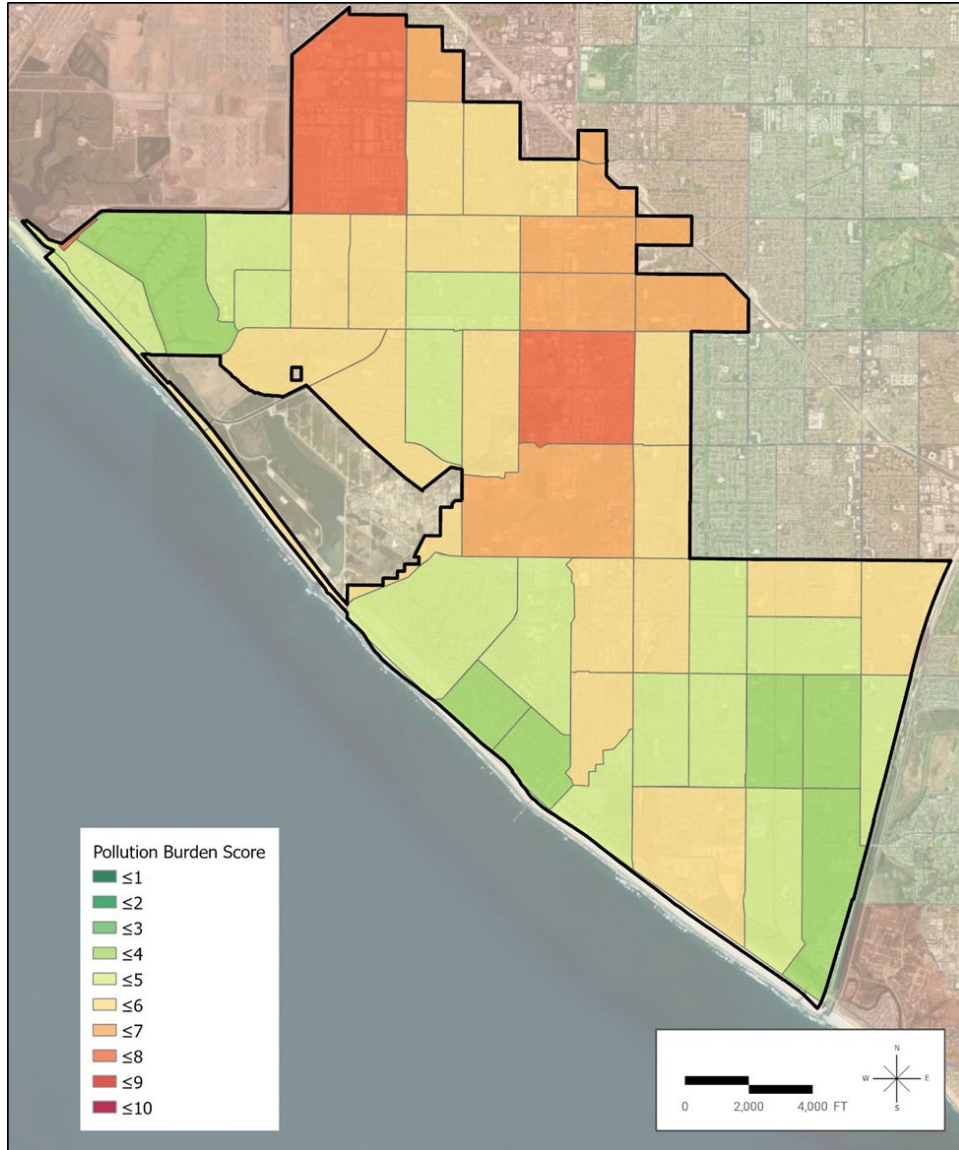 Pollution Burden Score
≤1
≤2
≤3
≤4
≤5
≤6
≤7
≤8
≤9
≤10
N
W E
S
0 2,000 4,000 FT